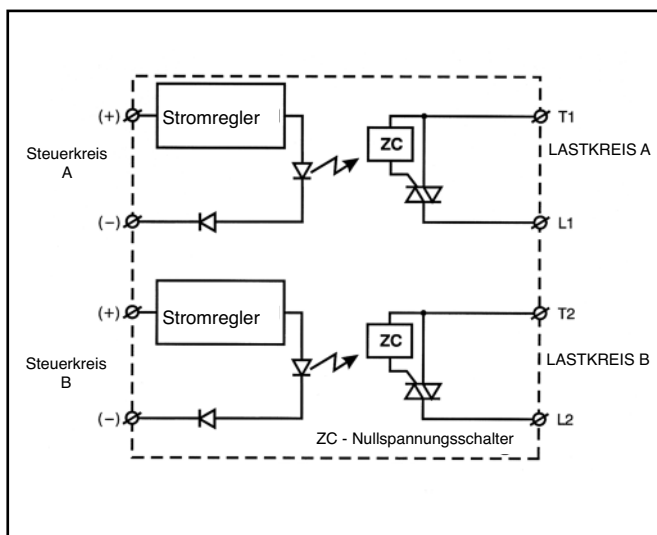 (+)
Stromregler
T1
ZC
Steuerkreis
A
LASTKREIS A
(−)
L1
(+)
Stromregler
T2
ZC
Steuerkreis
B
LASTKREIS B
(−)
L2
ZC - Nullspannungsschalter